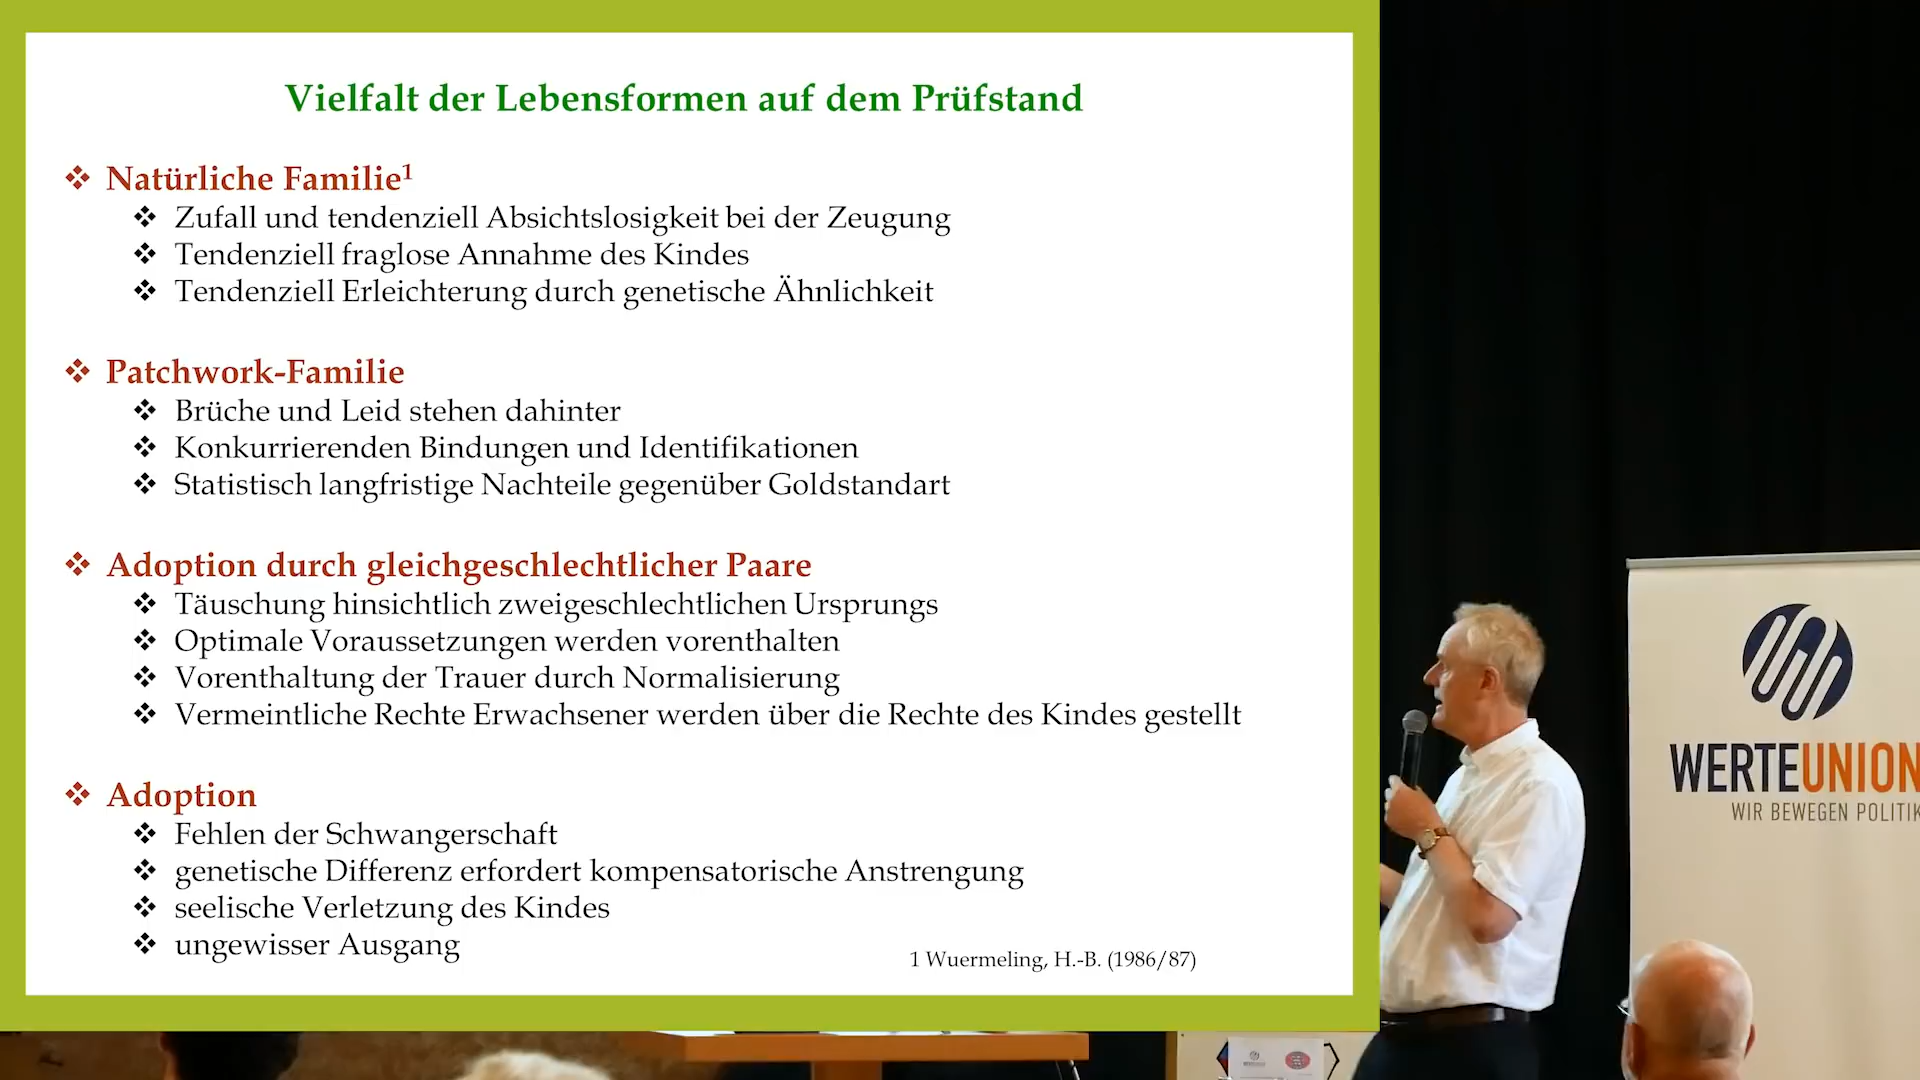 Vielfalt der Lebensformen auf dem Prüfstand
❖ Natürliche Familie¹
❖ Zufall und tendenziell Absichtslosigkeit bei der Zeugung
❖ Tendenziell fraglose Annahme des Kindes
❖ Tendenziell Erleichterung durch genetische Ähnlichkeit
❖ Patchwork-Familie
❖ Brüche und Leid stehen dahinter
❖ Konkurrierenden Bindungen und Identifikationen
❖ Statistisch langfristige Nachteile gegenüber Goldstandart
❖ Adoption durch gleichgeschlechtlicher Paare
❖ Täuschung hinsichtlich zweigeschlechtlichen Ursprungs
❖ Optimale Voraussetzungen werden vorenthalten
❖ Vorenthaltung der Trauer durch Normalisierung
❖ Vermeintliche Rechte Erwachsener werden über die Rechte des Kindes gestellt
❖ Adoption
❖ Fehlen der Schwangerschaft
❖ genetische Differenz erfordert kompensatorische Anstrengung
❖ seelische Verletzung des Kindes
❖ ungewisser Ausgang
1 Wuermeling, H.-B. (1986/87)
WERTEUNION
WIR BEWEGEN POLITIK